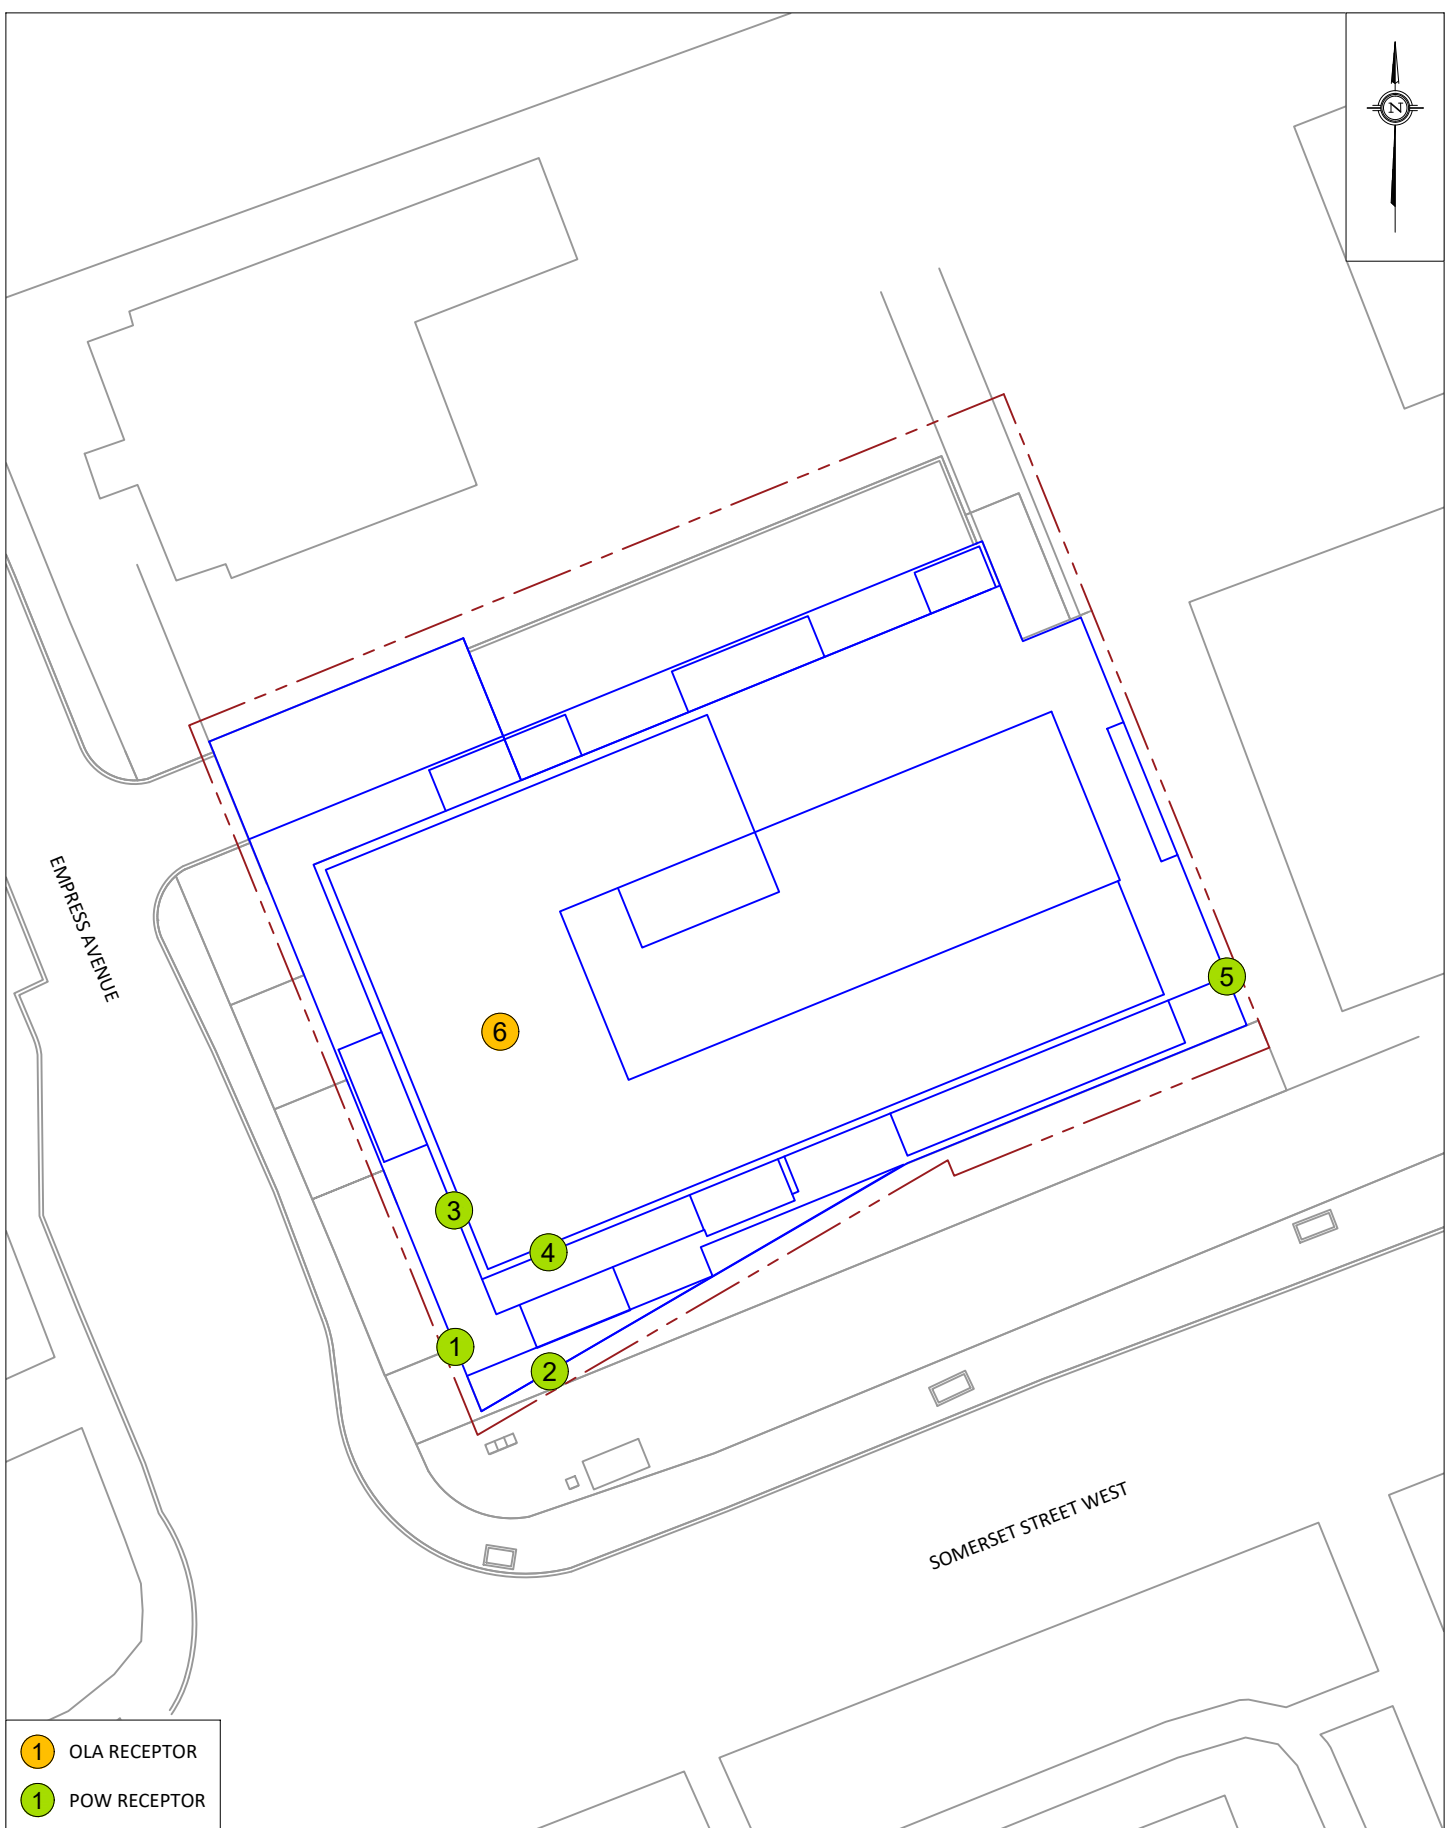 N
EMPRESS AVENUE
5
6
3
4
1
2
SOMERSET STREET WEST
1 OLA RECEPTOR
1 POW RECEPTOR